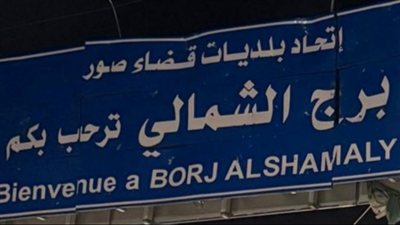 إتحاد بلديات قضاء صور
برج الشمالي ترحب بكم
Bienvenue a BORJ ALSHAMALY